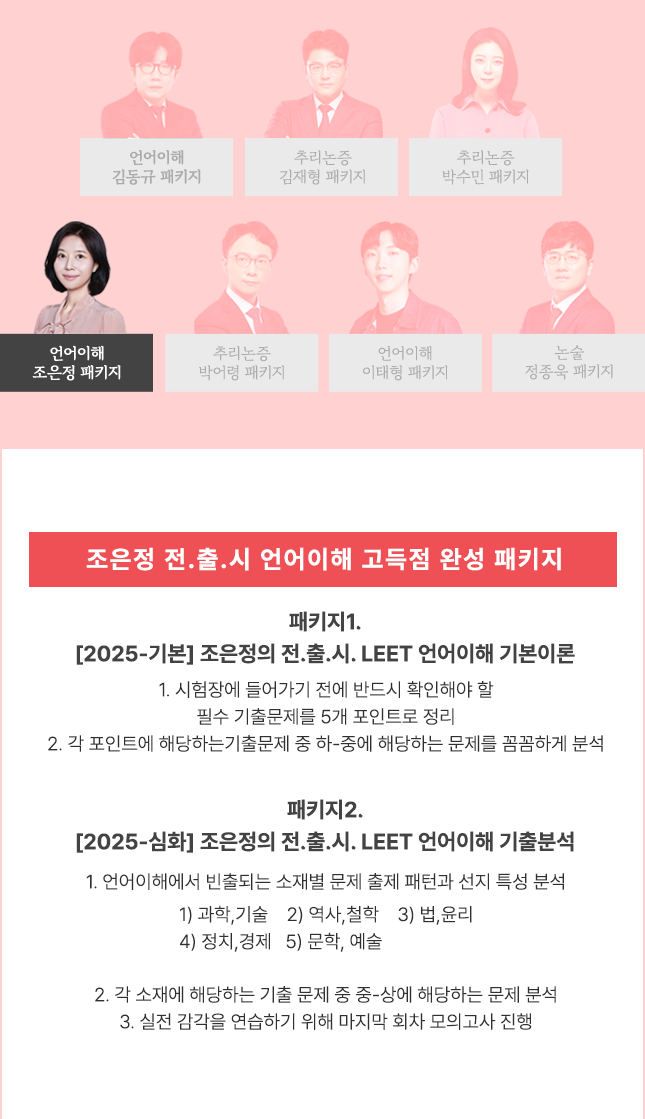 언어이해
김동규 패키지
추리논증
김재형 패키지
추리논증
박수민 패키지
언어이해
조은정 패키지
추리논증
박어령 패키지
언어이해
이태형 패키지
논술
정종욱 패키지
조은정 전.출.시 언어이해 고득점 완성 패키지
패키지1.
[2025-기본] 조은정의 전.출.시. LEET 언어이해 기본이론
1. 시험장에 들어가기 전에 반드시 확인해야 할
필수 기출문제를 5개 포인트로 정리
2. 각 포인트에 해당하는기출문제 중 하-중에 해당하는 문제를 꼼꼼하게 분석
패키지2.
[2025-심화] 조은정의 전.출.시. LEET 언어이해 기출분석
1. 언어이해에서 빈출되는 소재별 문제 출제 패턴과 선지 특성 분석
1) 과학,기술 2) 역사,철학 3) 법,윤리
4) 정치,경제 5) 문학, 예술
2. 각 소재에 해당하는 기출 문제 중 중-상에 해당하는 문제 분석
3. 실전 감각을 연습하기 위해 마지막 회차 모의고사 진행